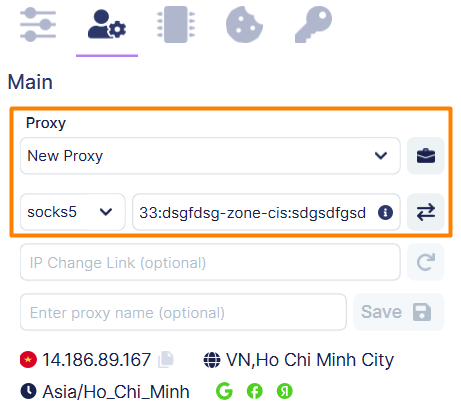 Main
Proxy
New Proxy
socks5 33:dsgfdsg-zone-cis:sdgsdfgsd
IP Change Link (optional)
Enter proxy name (optional) Save
14.186.89.167 VN,Ho Chi Minh City
Asia/Ho_Chi_Minh G f Я